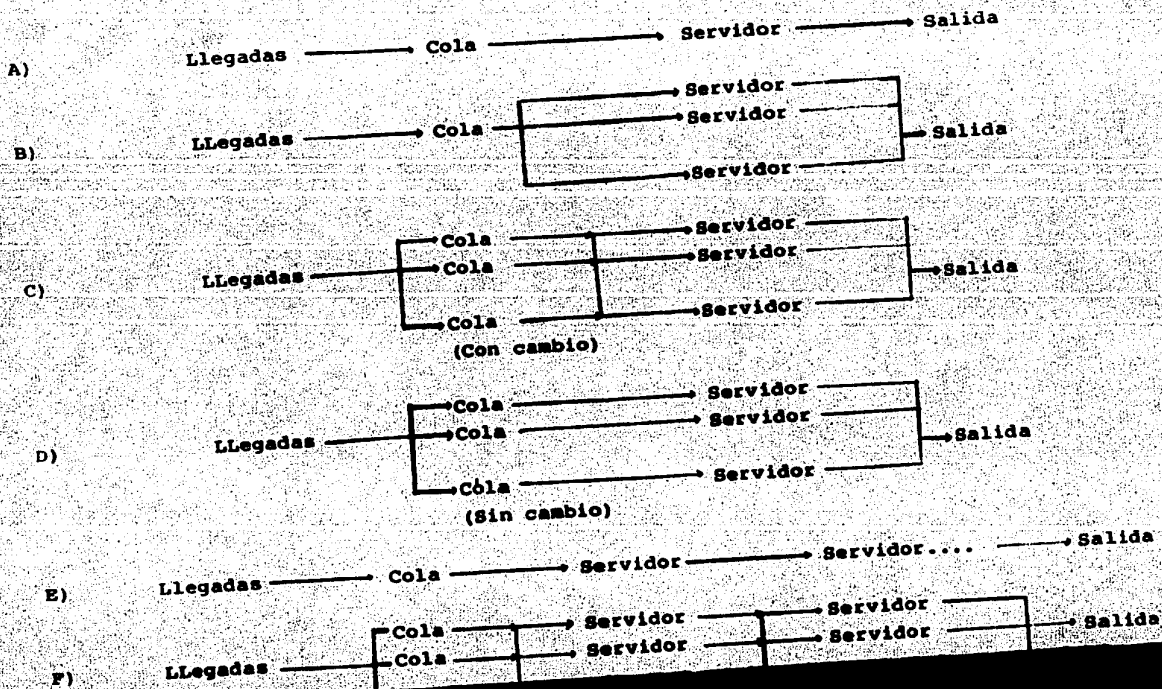 A) Llegadas Cola Servidor Salida
Servidor
Servidor
B) LLegadas Cola Salida
Servidor
Cola Servidor
Cola Servidor
C) LLegadas Salida
Cola Servidor
(Con cambio)
Cola Servidor
Cola Servidor
D) LLegadas Salida
Cola Servidor
(Sin cambio)
E) Llegadas Cola Servidor Servidor.... Salida
Cola Servidor Servidor
Cola Servidor Servidor Salida
F) LLegadas